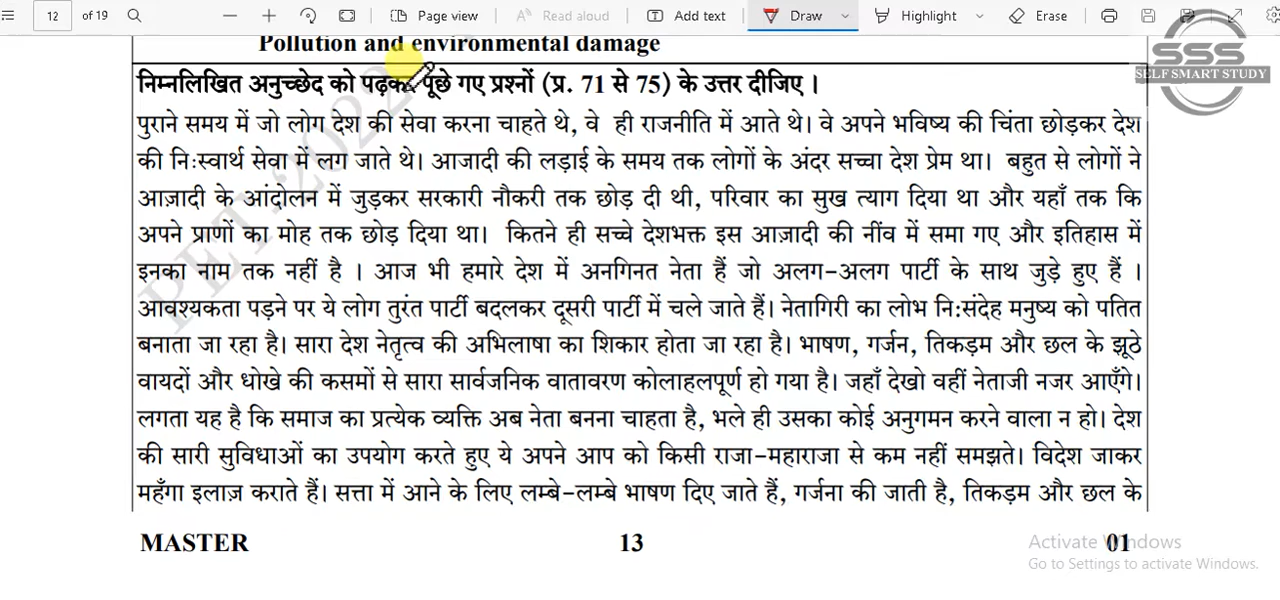 12 of 19 Page view Read aloud Add text Draw Highlight Erase
Pollution and environmental damage
SSS
SELF SMART STUDY
निम्नलिखित अनुच्छेद को पढ़कर पूछे गए प्रश्नों (प्र. 71 से 75) के उत्तर दीजिए ।
पुराने समय में जो लोग देश की सेवा करना चाहते थे, वे ही राजनीति में आते थे। वे अपने भविष्य की चिंता छोड़कर देश
की निःस्वार्थ सेवा में लग जाते थे। आजादी की लड़ाई के समय तक लोगों के अंदर सच्चा देश प्रेम था। बहुत से लोगों ने
आज़ादी के आंदोलन में जुड़कर सरकारी नौकरी तक छोड़ दी थी, परिवार का सुख त्याग दिया था और यहाँ तक कि
अपने प्राणों का मोह तक छोड़ दिया था। कितने ही सच्चे देशभक्त इस आज़ादी की नींव में समा गए और इतिहास में
इनका नाम तक नहीं है । आज भी हमारे देश में अनगिनत नेता हैं जो अलग-अलग पार्टी के साथ जुड़े हुए हैं ।
आवश्यकता पड़ने पर ये लोग तुरंत पार्टी बदलकर दूसरी पार्टी में चले जाते हैं। नेतागिरी का लोभ निःसंदेह मनुष्य को पतित
बनाता जा रहा है। सारा देश नेतृत्व की अभिलाषा का शिकार होता जा रहा है। भाषण, गर्जन, तिकड़म और छल के झूठे
वायदों और धोखे की कसमों से सारा सार्वजनिक वातावरण कोलाहलपूर्ण हो गया है। जहाँ देखो वहीं नेताजी नजर आएँगे।
लगता यह है कि समाज का प्रत्येक व्यक्ति अब नेता बनना चाहता है, भले ही उसका कोई अनुगमन करने वाला न हो। देश
की सारी सुविधाओं का उपयोग करते हुए ये अपने आप को किसी राजा-महाराजा से कम नहीं समझते। विदेश जाकर
महँगा इलाज़ कराते हैं। सत्ता में आने के लिए लम्बे-लम्बे भाषण दिए जाते हैं, गर्जना की जाती है, तिकड़म और छल के
PET-2022
MASTER 13 01
Activate Windows
Go to Settings to activate Windows.